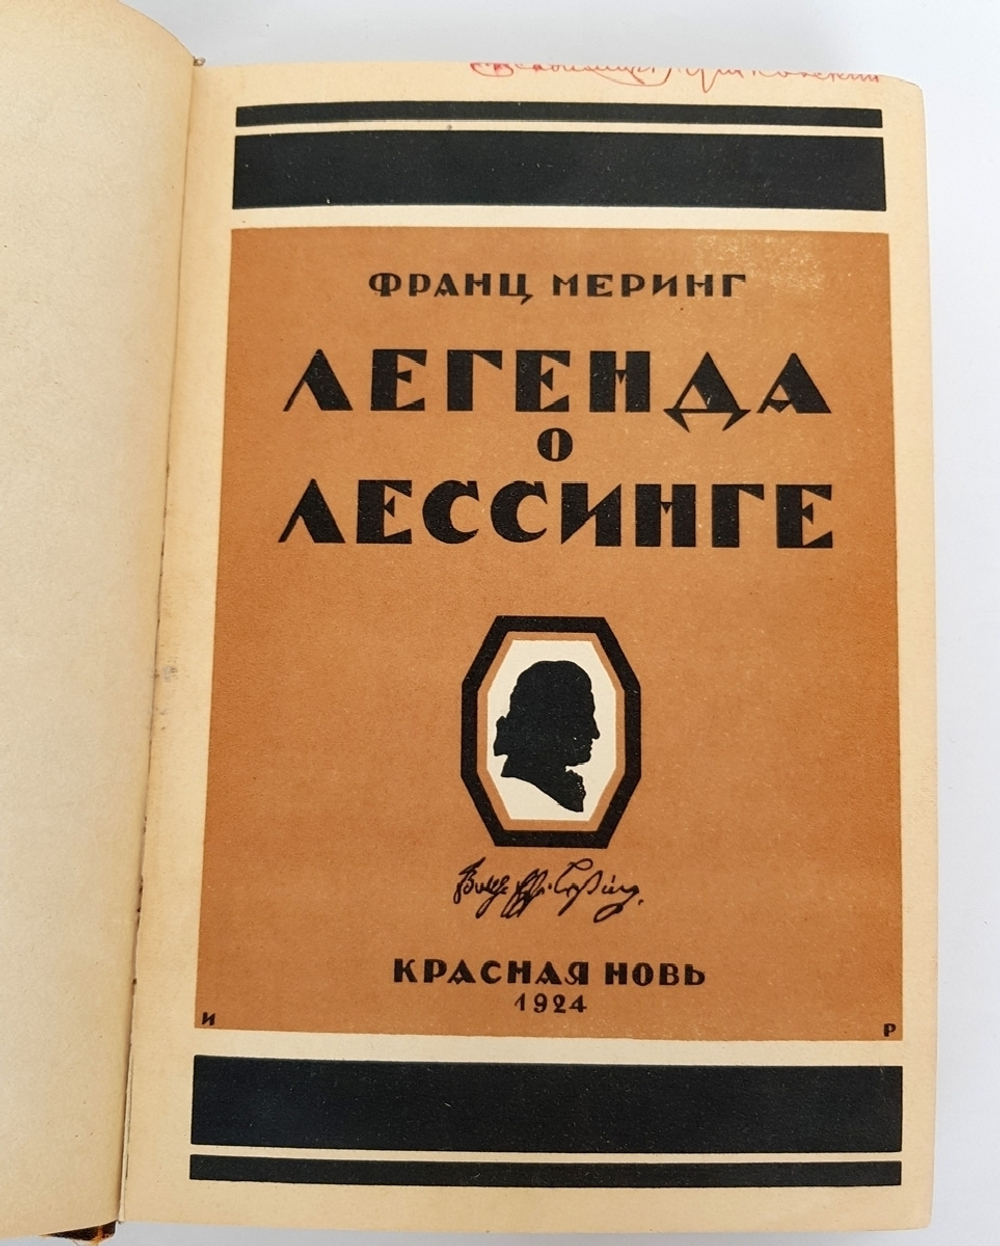 ФРАНЦ МЕРИНГ
ЛЕГЕНДА
О
ЛЕССИНГЕ
КРАСНАЯ НОВЬ
1924
И Р